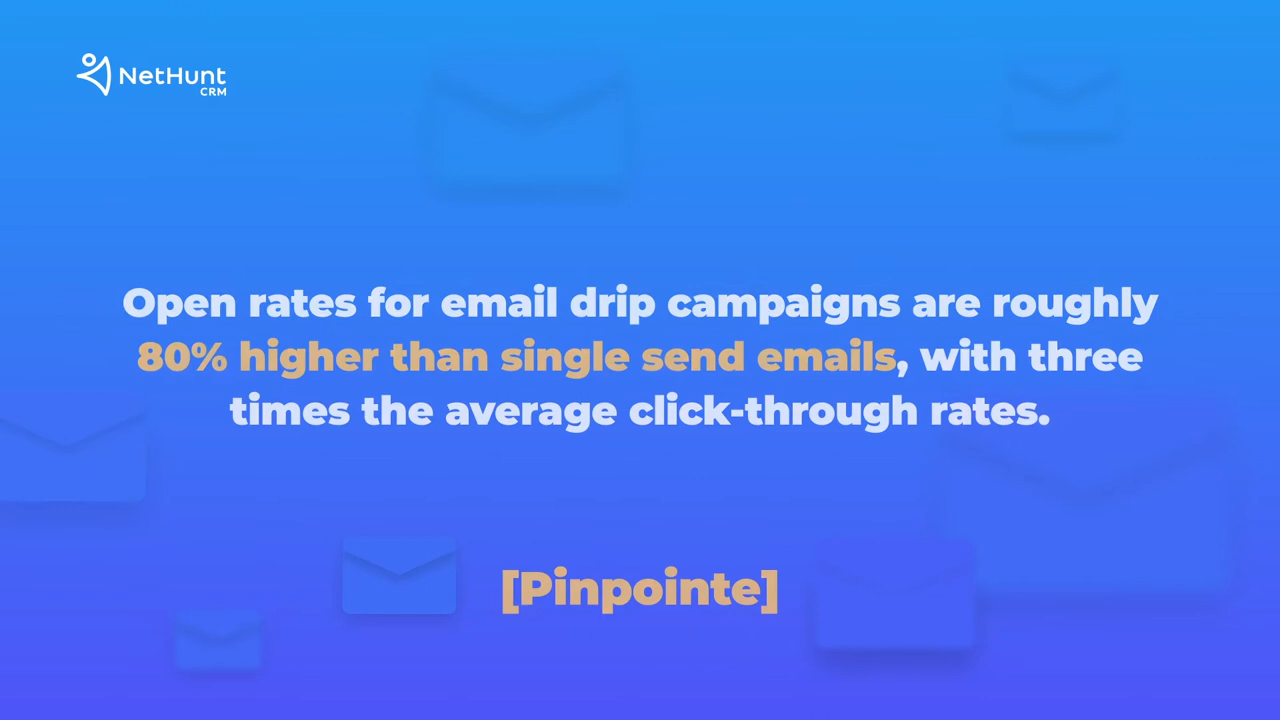 NetHunt
CRM
Open rates for email drip campaigns are roughly
80% higher than single send emails, with three
times the average click-through rates.
[Pinpointe]